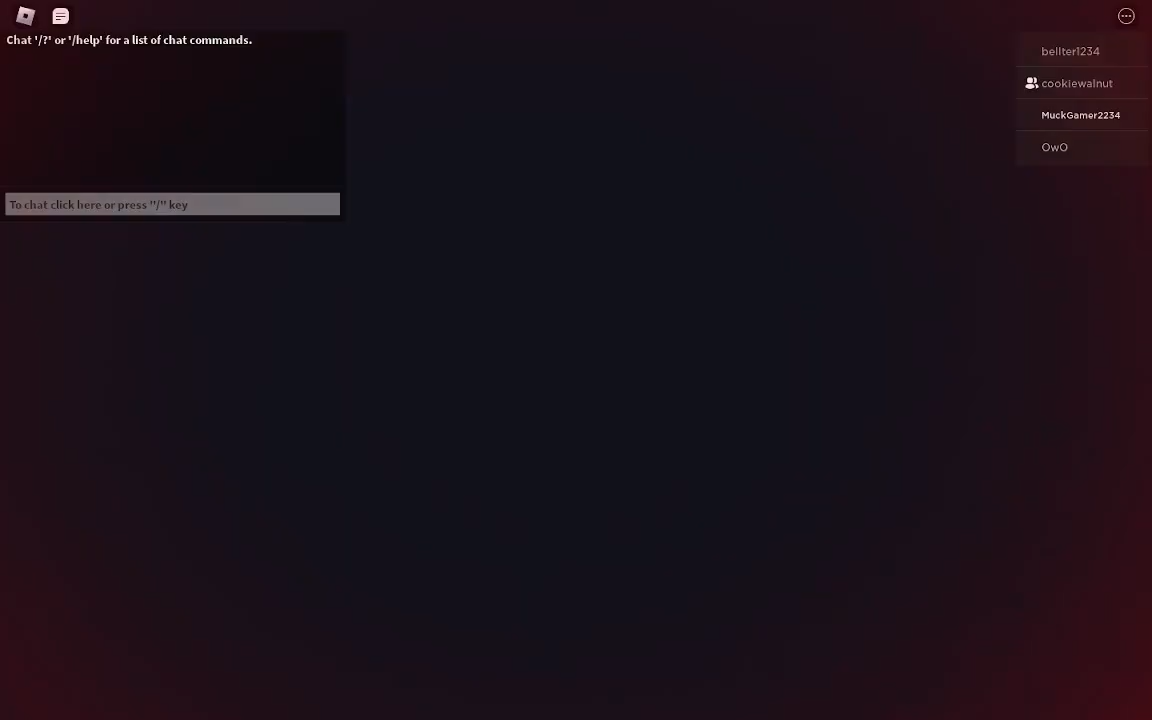 Chat '/?' or '/help' for a list of chat commands.
To chat click here or press "/" key
bellter1234
cookiewalnut
MuckGamer2234
OwO